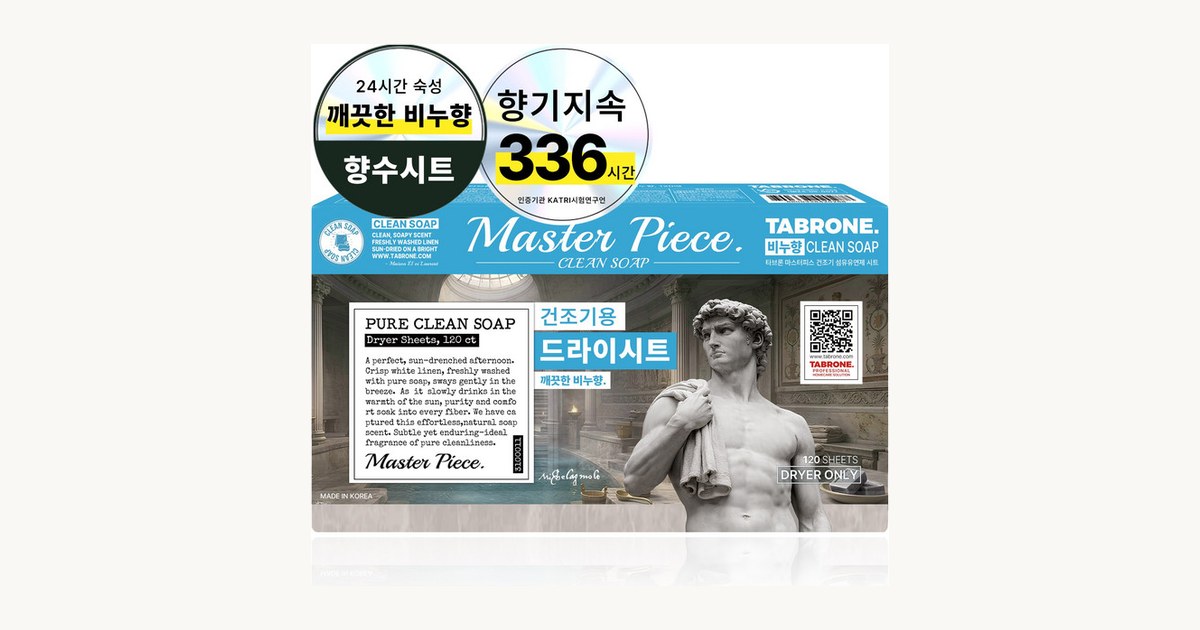 24시간 숙성
깨끗한 비누향
향수시트
향기지속
336시간
인증기관 KATRI시험연구언
TABRONE.
CLEAN SOAP
CLEAN SOAP
CLEAN SOAP
CLEAN, SOAPY SCENT
FRESHLY WASHED LINEN
SUN-DRIED ON A BRIGHT
WWW.TABRONE.COM
Master Piece.
CLEAN SOAP
TABRONE.
비누향 CLEAN SOAP
티브론 마스터피스 건조기 섬유유연제 시트
PURE CLEAN SOAP
Dryer Sheets, 120 ct
A perfect, sun-drenched afternoon.
Crisp white linen, freshly washed
with pure soap, sways gently in the
breeze. As it slowly drinks in the
warmth of the sun, purity and comfo
rt soak into every fiber. We have ca
ptured this effortless,natural soap
scent. Subtle yet enduring-ideal
fragrance of pure cleanliness.
Master Piece.
3100011
건조기용
드라이시트
깨끗한 비누향.
www.tabrone.com
TABRONE.
PROFESSIONAL
HOMECARE SOLUTION
120 SHEETS
DRYER ONLY
MADE IN KOREA